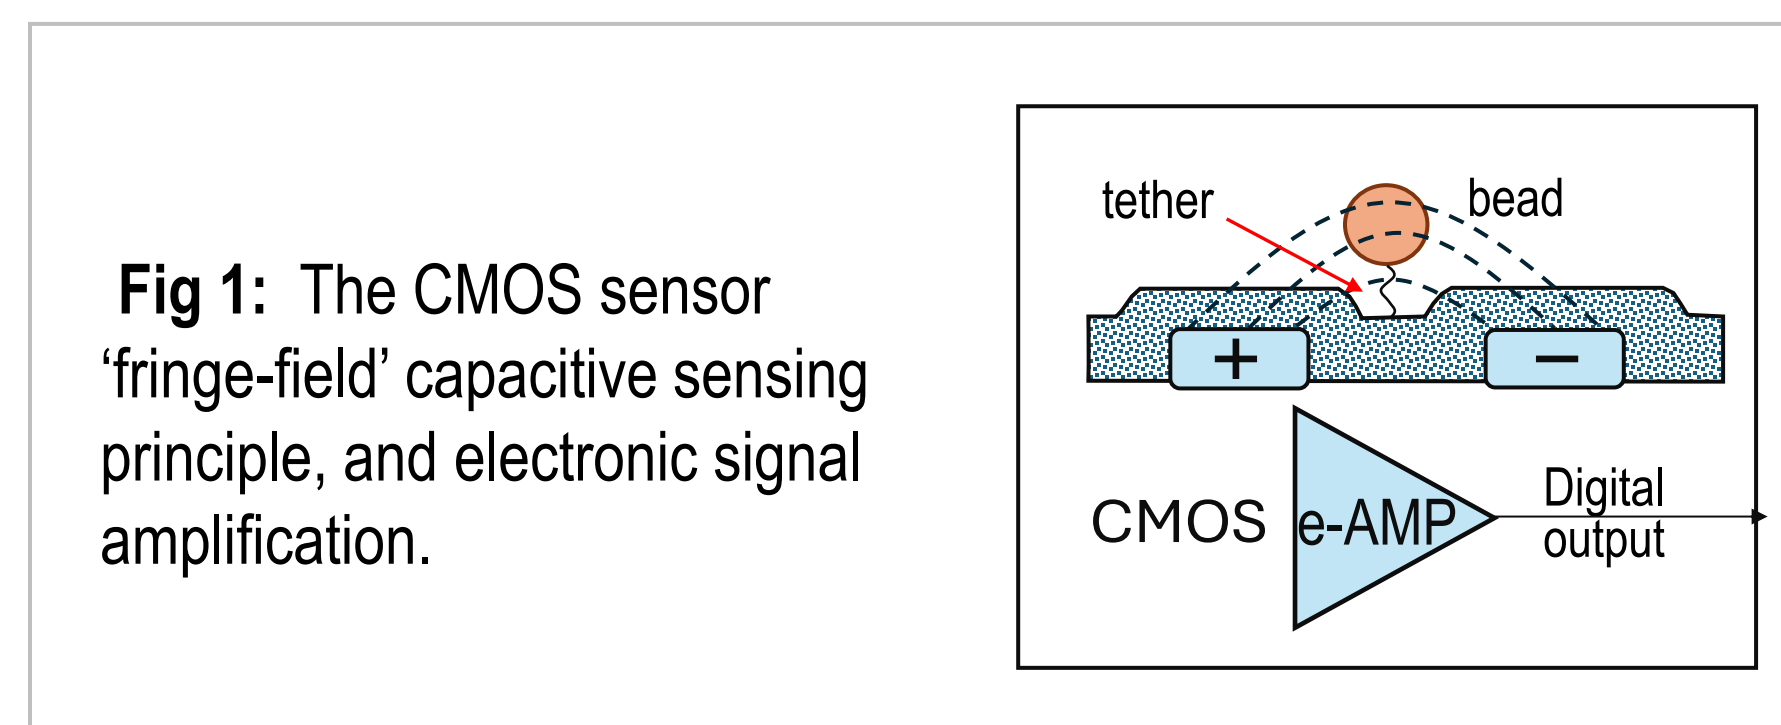 Fig 1: The CMOS sensor
‘fringe-field’ capacitive sensing
principle, and electronic signal
amplification.
tether
bead
+
−
CMOS
e-AMP
Digital
output